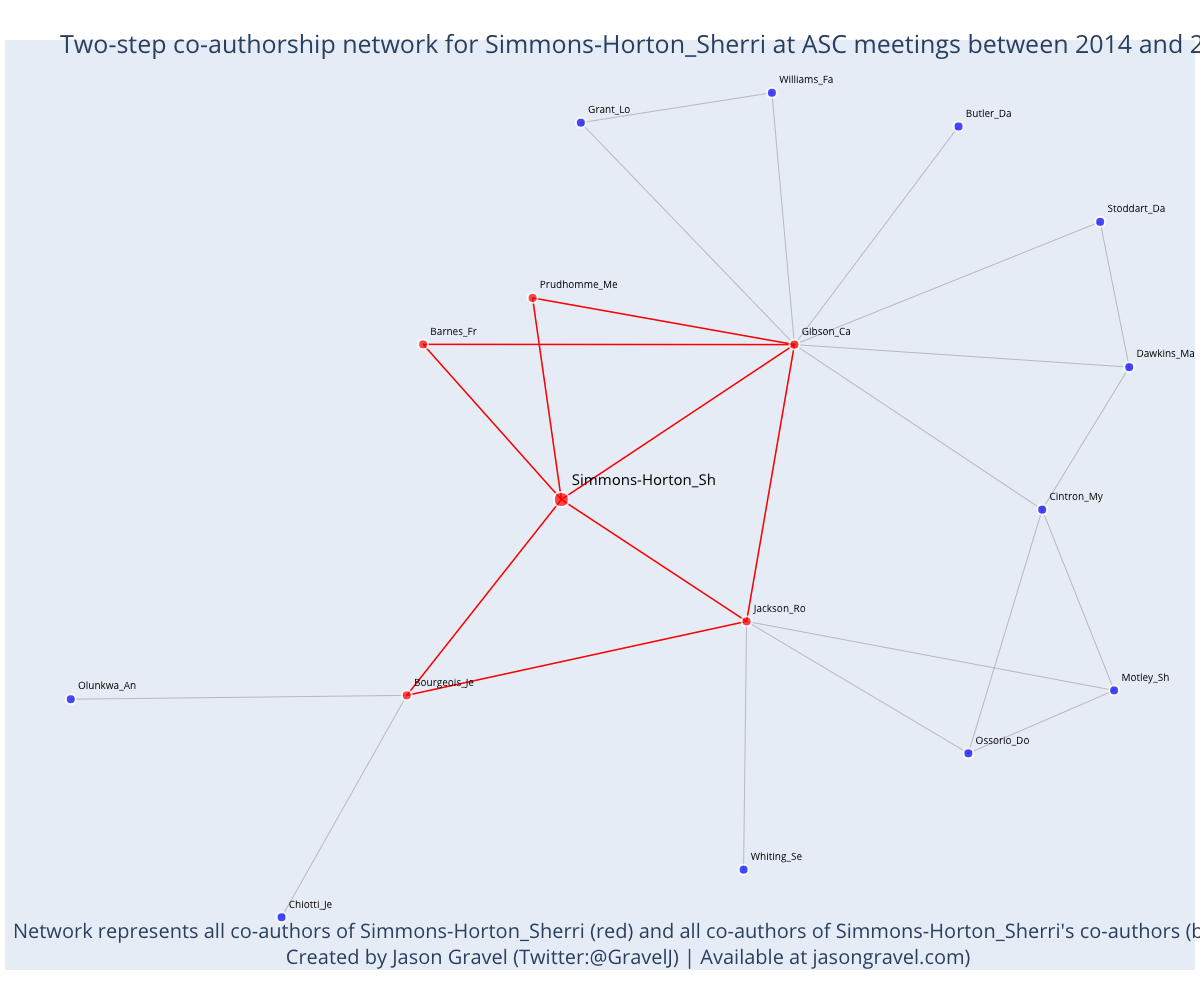 Two-step co-authorship network for Simmons-Horton_Sherri at ASC meetings between 2014 and 2
Williams_Fa
Grant_Lo
Butler_Da
Stoddart_Da
Prudhomme_Me
Barnes_Fr
Gibson_Ca
Dawkins_Ma
Simmons-Horton_Sh
Cintron_My
Jackson_Ro
Motley_Sh
Bourgeois_Je
Olunkwa_An
Ossorio_Do
Whiting_Se
Chiotti_Je
Network represents all co-authors of Simmons-Horton_Sherri (red) and all co-authors of Simmons-Horton_Sherri's co-authors (b
Created by Jason Gravel (Twitter:@GravelJ) | Available at jasongravel.com)